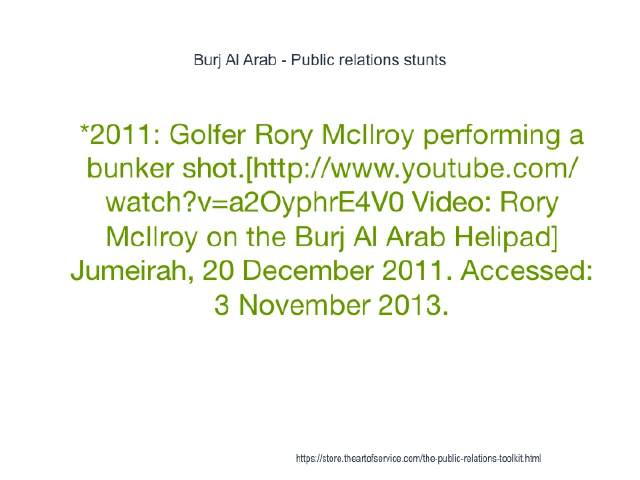 Burj Al Arab - Public relations stunts
*2011: Golfer Rory McIlroy performing a
bunker shot.[http://www.youtube.com/
watch?v=a2OyphrE4V0 Video: Rory
McIlroy on the Burj Al Arab Helipad]
Jumeirah, 20 December 2011. Accessed:
3 November 2013.
https://store.theartofservice.com/the-public-relations-toolkit.html